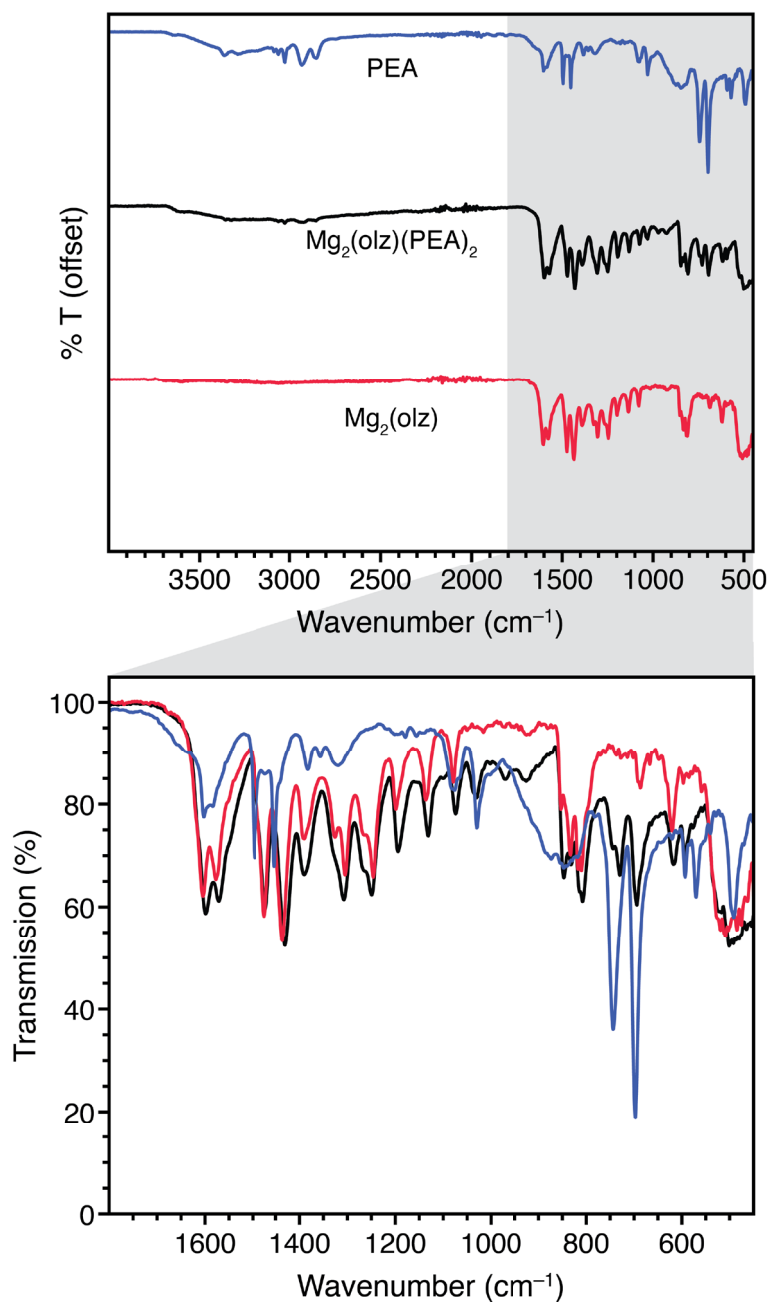 % T (offset)
PEA
Mg₂(olz)(PEA)₂
Mg₂(olz)
3500 3000 2500 2000 1500 1000 500
Wavenumber (cm⁻¹)
Transmission (%)
100
80
60
40
20
0
1600 1400 1200 1000 800 600
Wavenumber (cm⁻¹)